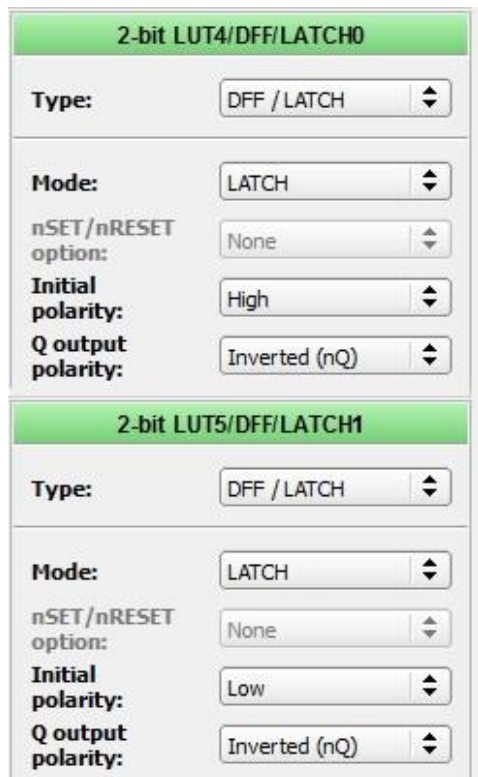 2-bit LUT4/DFF/LATCH0
Type: DFF / LATCH
Mode: LATCH
nSET/nRESET
option: None
Initial
polarity: High
Q output
polarity: Inverted (nQ)
2-bit LUT5/DFF/LATCH1
Type: DFF / LATCH
Mode: LATCH
nSET/nRESET
option: None
Initial
polarity: Low
Q output
polarity: Inverted (nQ)